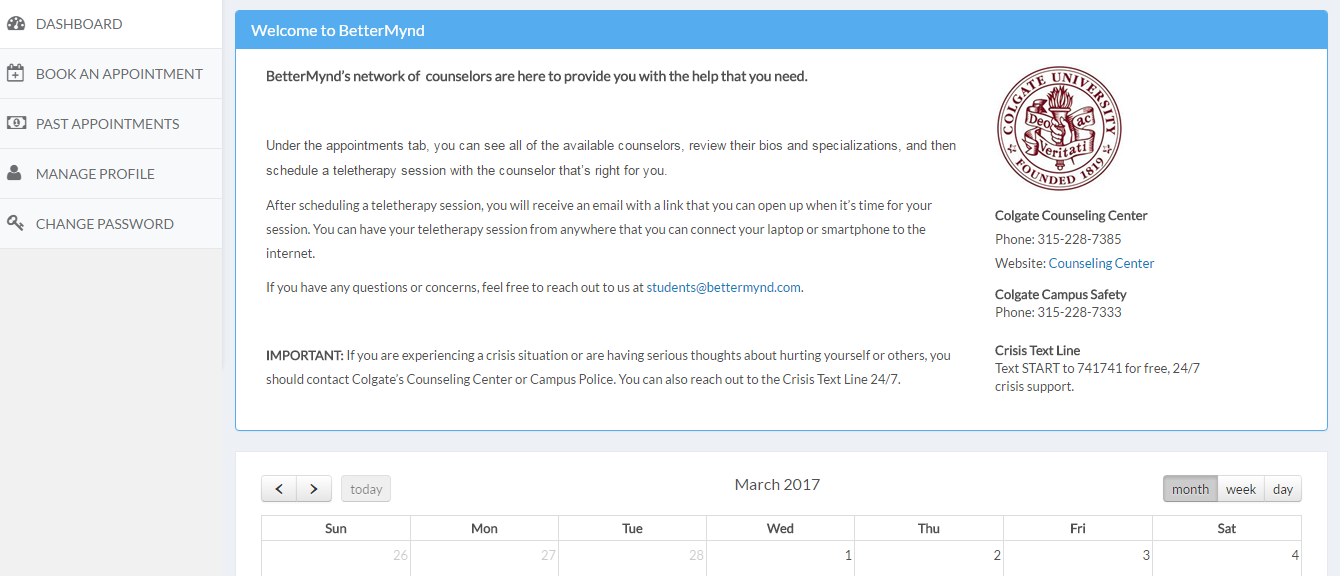 DASHBOARD
BOOK AN APPOINTMENT
PAST APPOINTMENTS
MANAGE PROFILE
CHANGE PASSWORD
Welcome to BetterMynd
BetterMynd's network of counselors are here to provide you with the help that you need.
Under the appointments tab, you can see all of the available counselors, review their bios and specializations, and then
schedule a teletherapy session with the counselor that's right for you.
After scheduling a teletherapy session, you will receive an email with a link that you can open up when it's time for your
session. You can have your teletherapy session from anywhere that you can connect your laptop or smartphone to the
internet.
If you have any questions or concerns, feel free to reach out to us at students@bettermynd.com.
IMPORTANT: If you are experiencing a crisis situation or are having serious thoughts about hurting yourself or others, you
should contact Colgate's Counseling Center or Campus Police. You can also reach out to the Crisis Text Line 24/7.
COLGATE UNIVERSITY
Deo ac
Veritati
FOUNDED 1819
Colgate Counseling Center
Phone: 315-228-7385
Website: Counseling Center
Colgate Campus Safety
Phone: 315-228-7333
Crisis Text Line
Text START to 741741 for free, 24/7
crisis support.
< > today March 2017 month week day
Sun Mon Tue Wed Thu Fri Sat
26 27 28 1 2 3 4